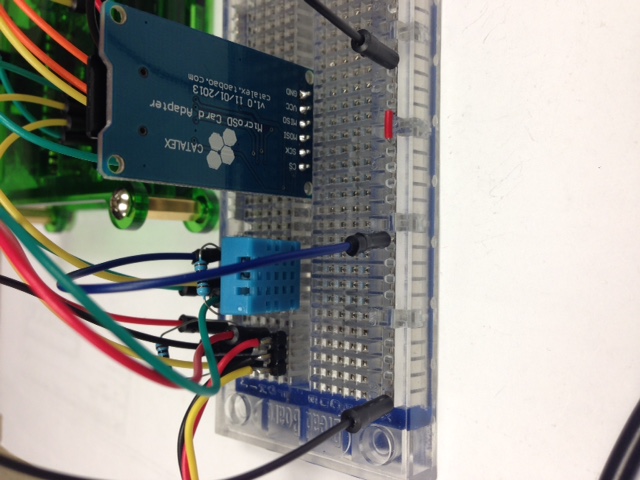 CATALEX
MicroSD Card Adapter
v1.0 11/01/2013
catalex.taobao.com
CS
SCK
MOSI
MISO
VCC
GND